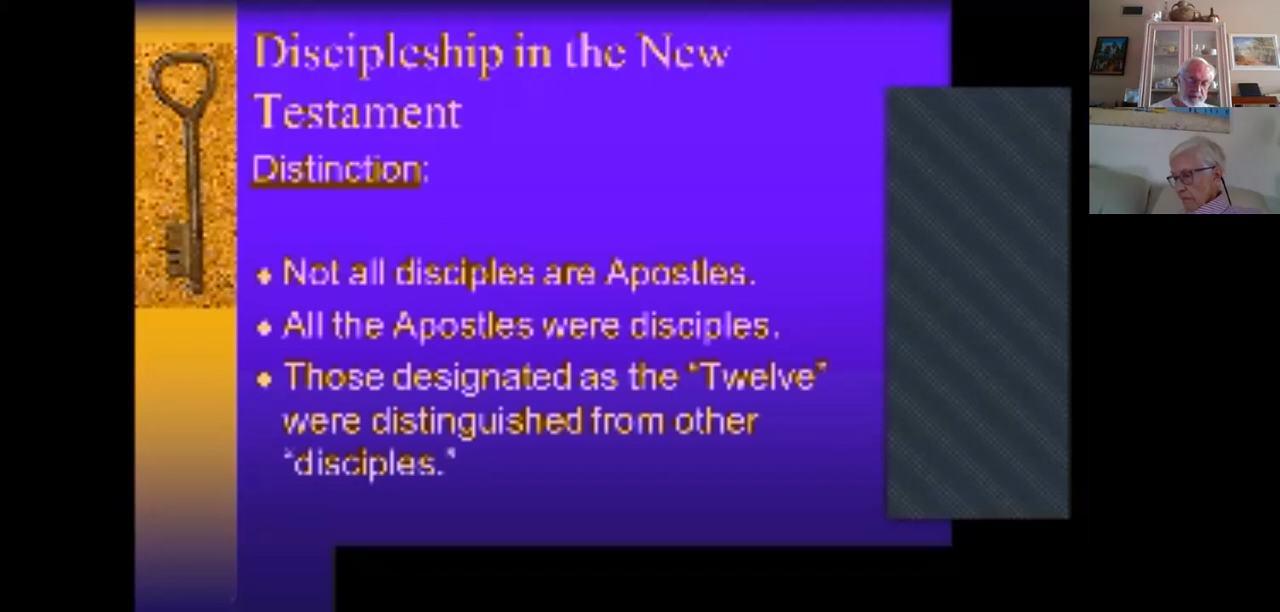 Discipleship in the New
Testament
Distinction:
Not all disciples are Apostles.
All the Apostles were disciples.
Those designated as the "Twelve"
were distinguished from other
"disciples."